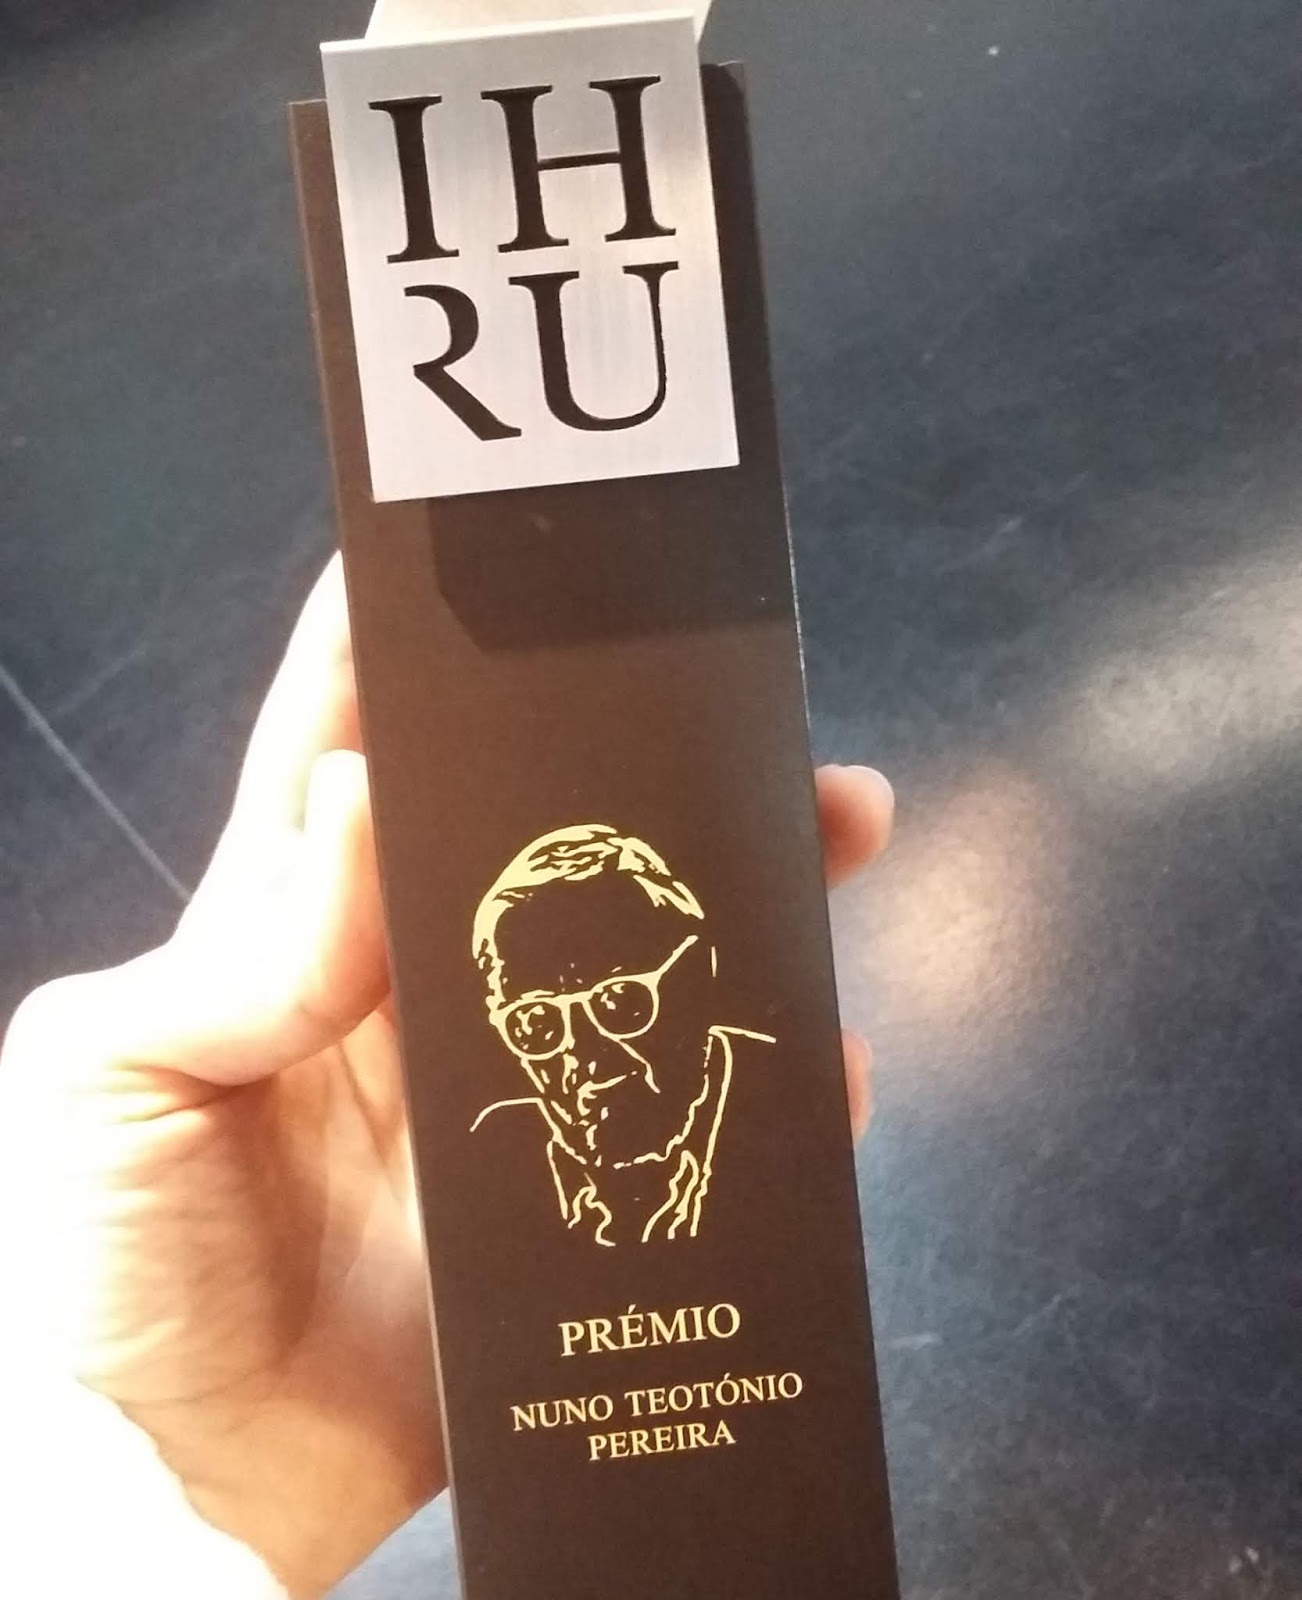 IH
RU
PRÉMIO
NUNO TEOTÓNIO
PEREIRA